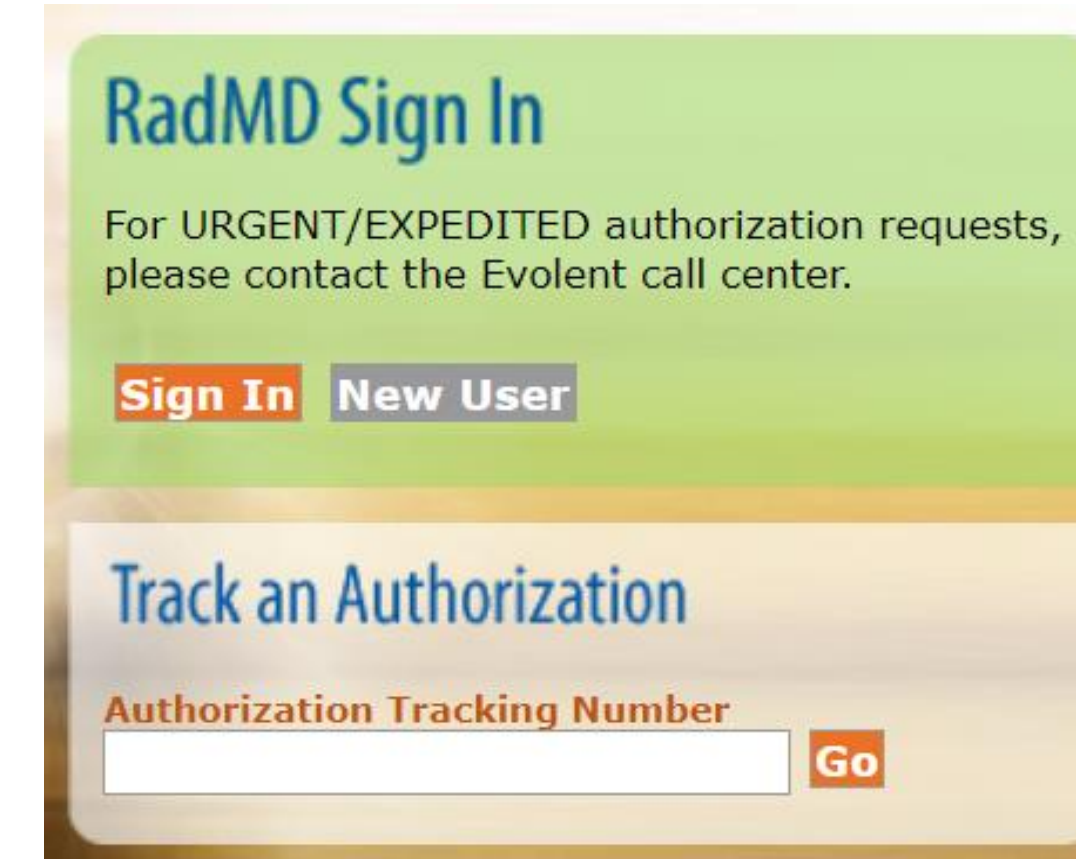 RadMD Sign In
For URGENT/EXPEDITED authorization requests,
please contact the Evolent call center.
Sign In New User
Track an Authorization
Authorization Tracking Number
Go